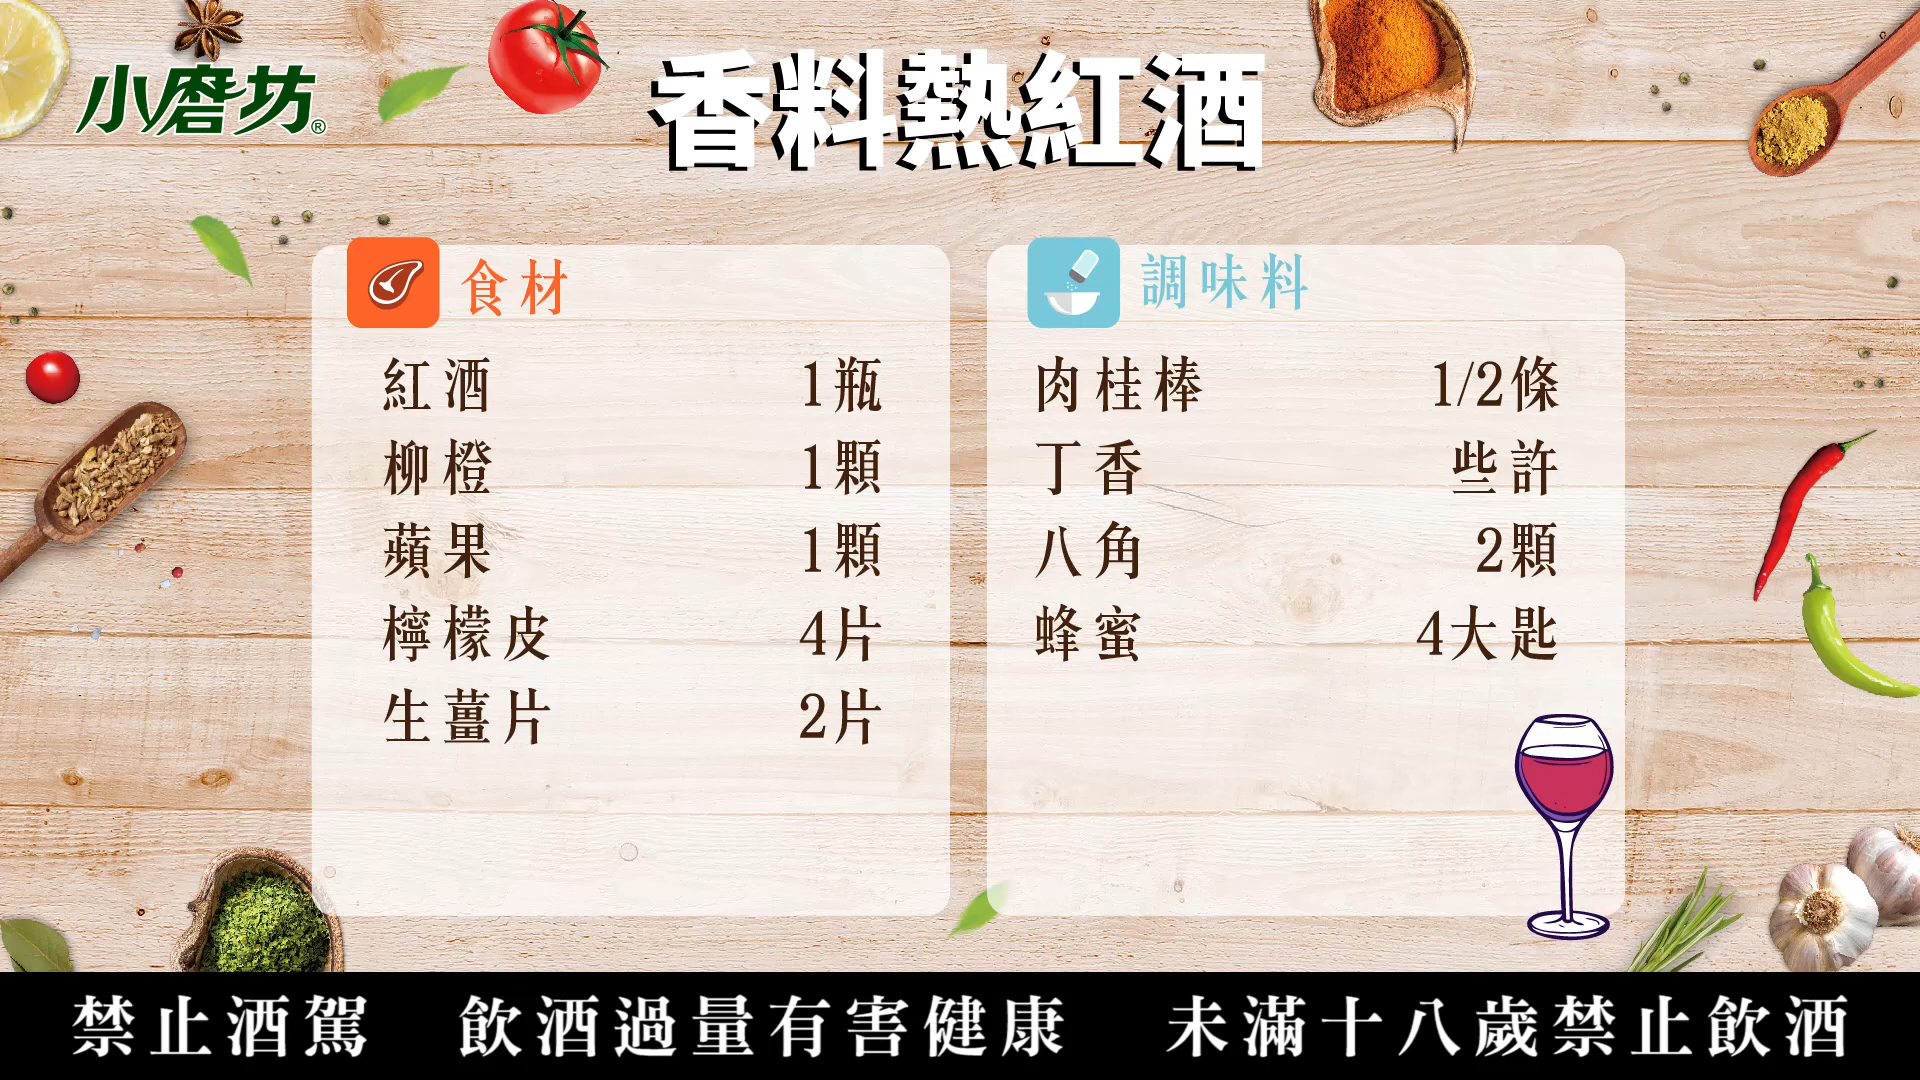 小磨坊®
香料熱紅酒
食材
紅酒 1瓶
柳橙 1顆
蘋果 1顆
檸檬皮 4片
生薑片 2片
調味料
肉桂棒 1/2條
丁香 些許
八角 2顆
蜂蜜 4大匙
禁止酒駕 飲酒過量有害健康 未滿十八歲禁止飲酒